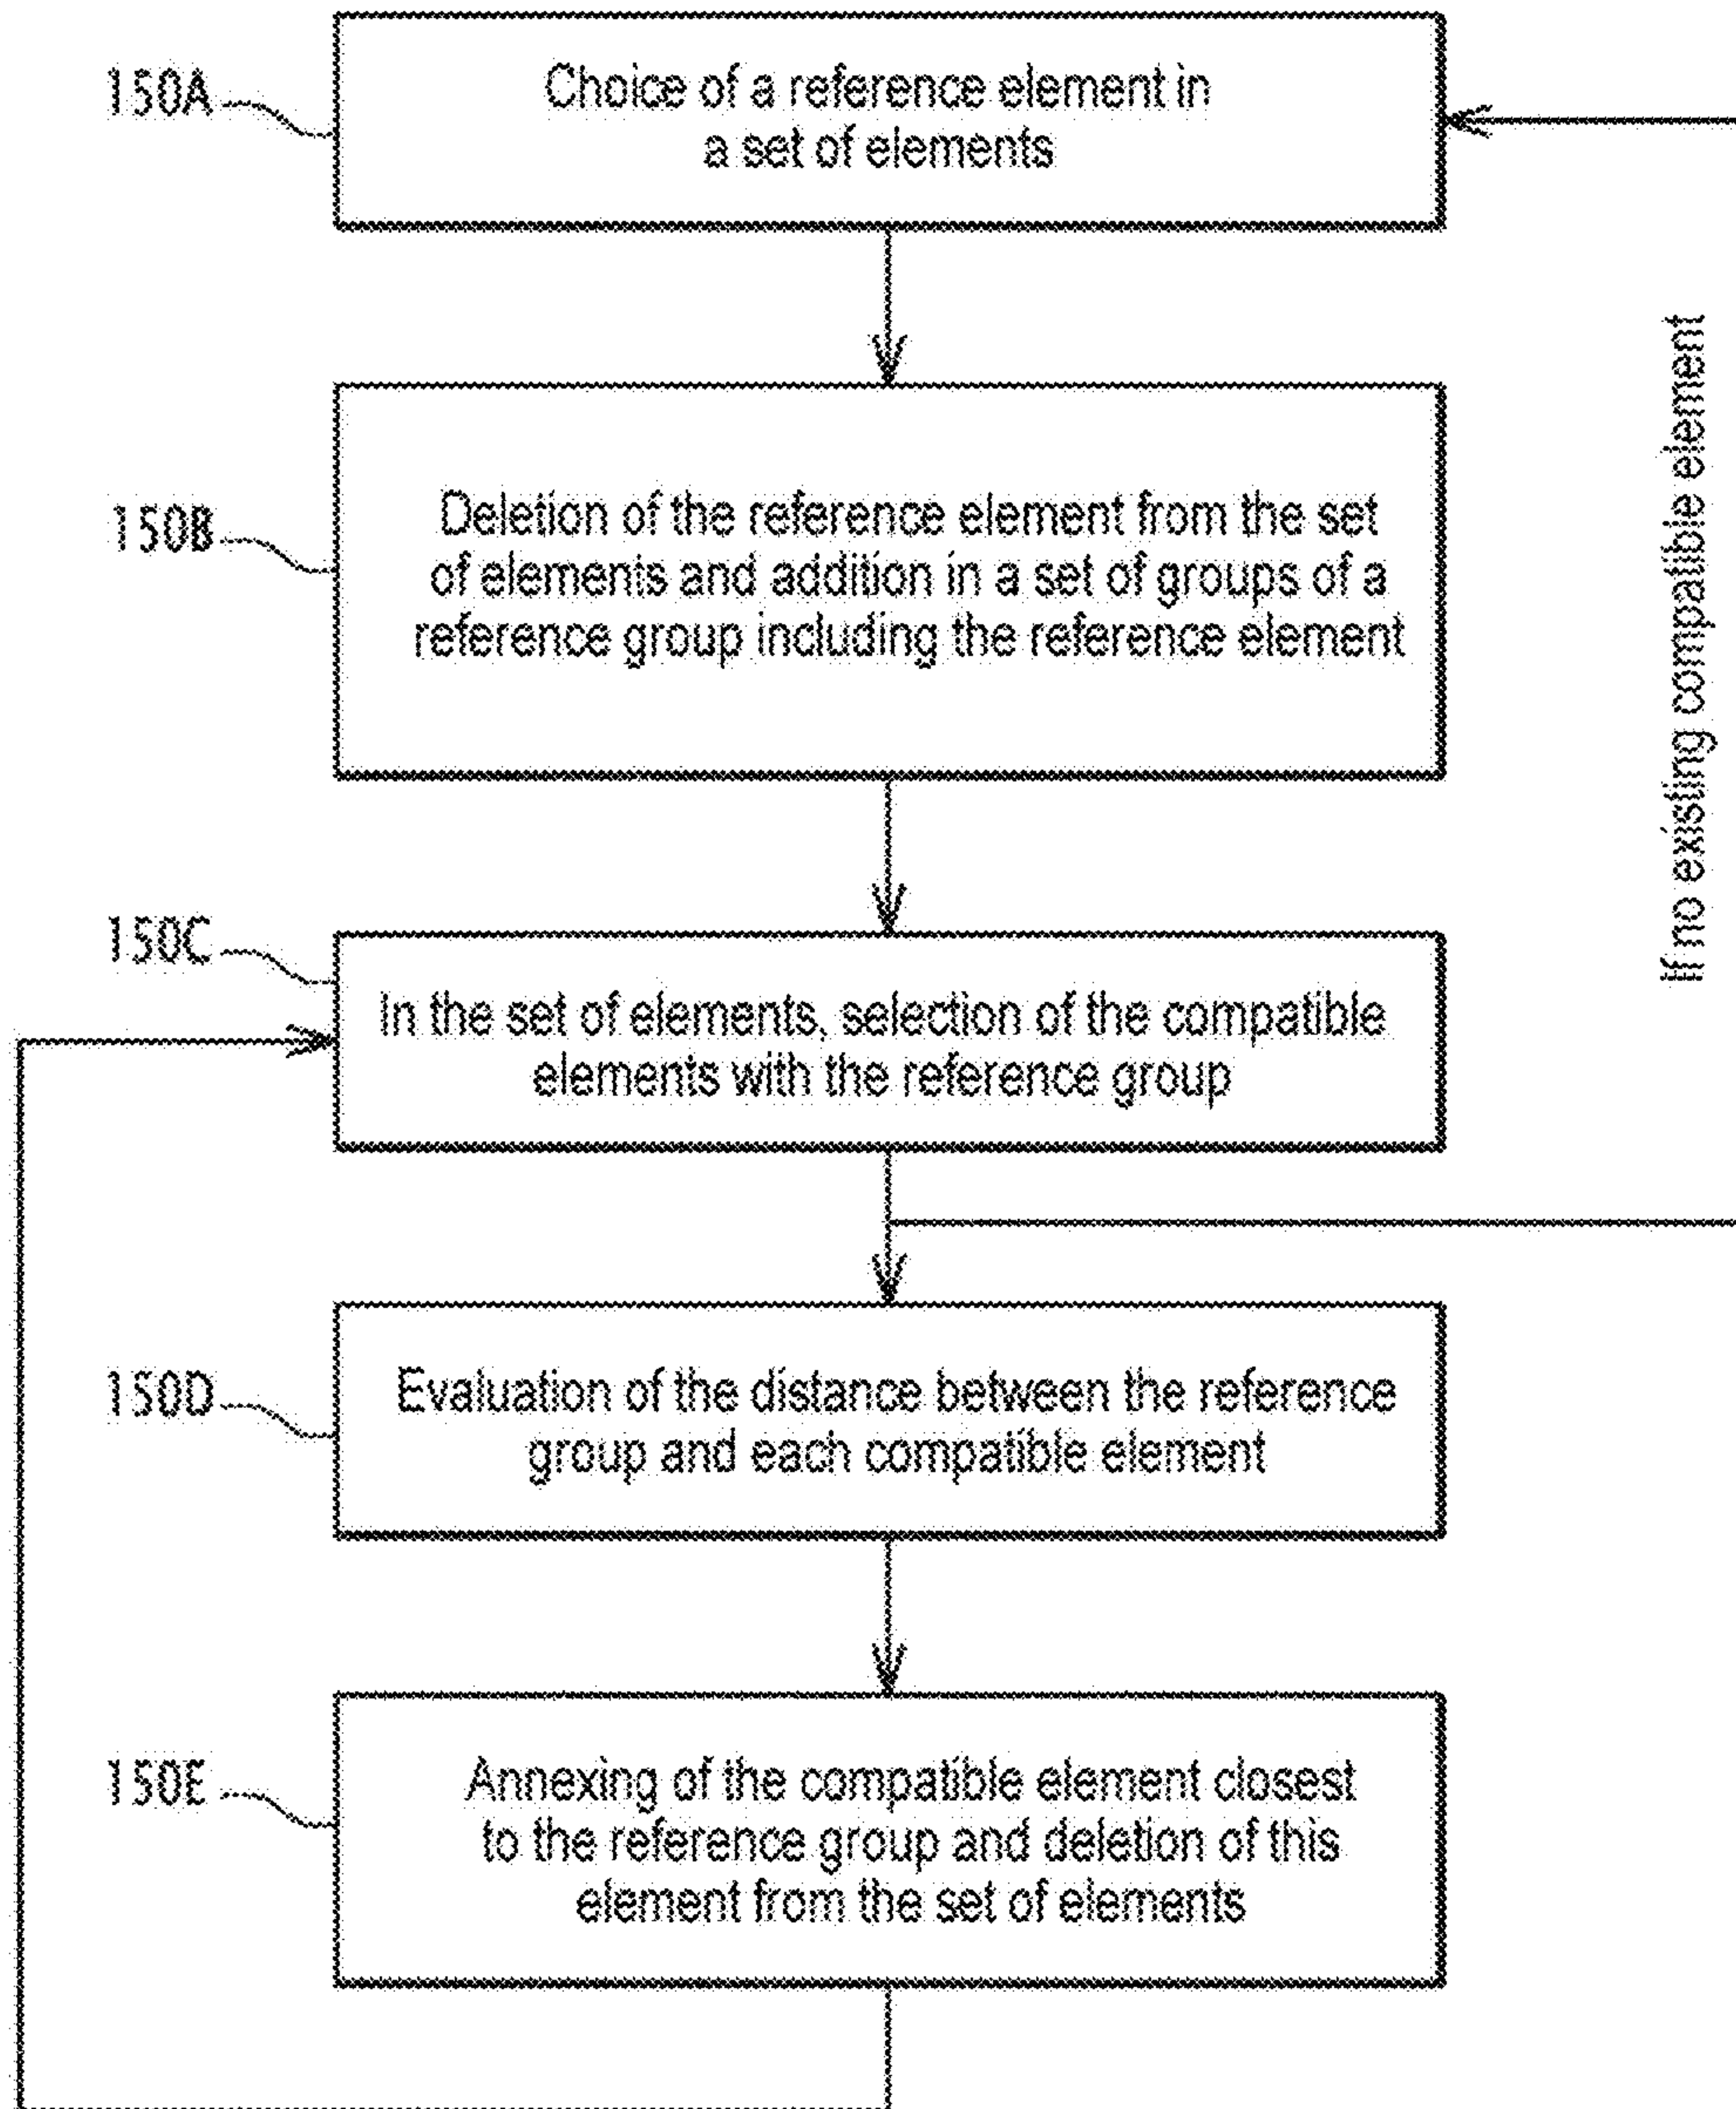 150A
Choice of a reference element in
a set of elements
150B
Deletion of the reference element from the set
of elements and addition in a set of groups of a
reference group including the reference element
If no existing compatible element
150C
In the set of elements, selection of the compatible
elements with the reference group
150D
Evaluation of the distance between the reference
group and each compatible element
150E
Annexing of the compatible element closest
to the reference group and deletion of this
element from the set of elements